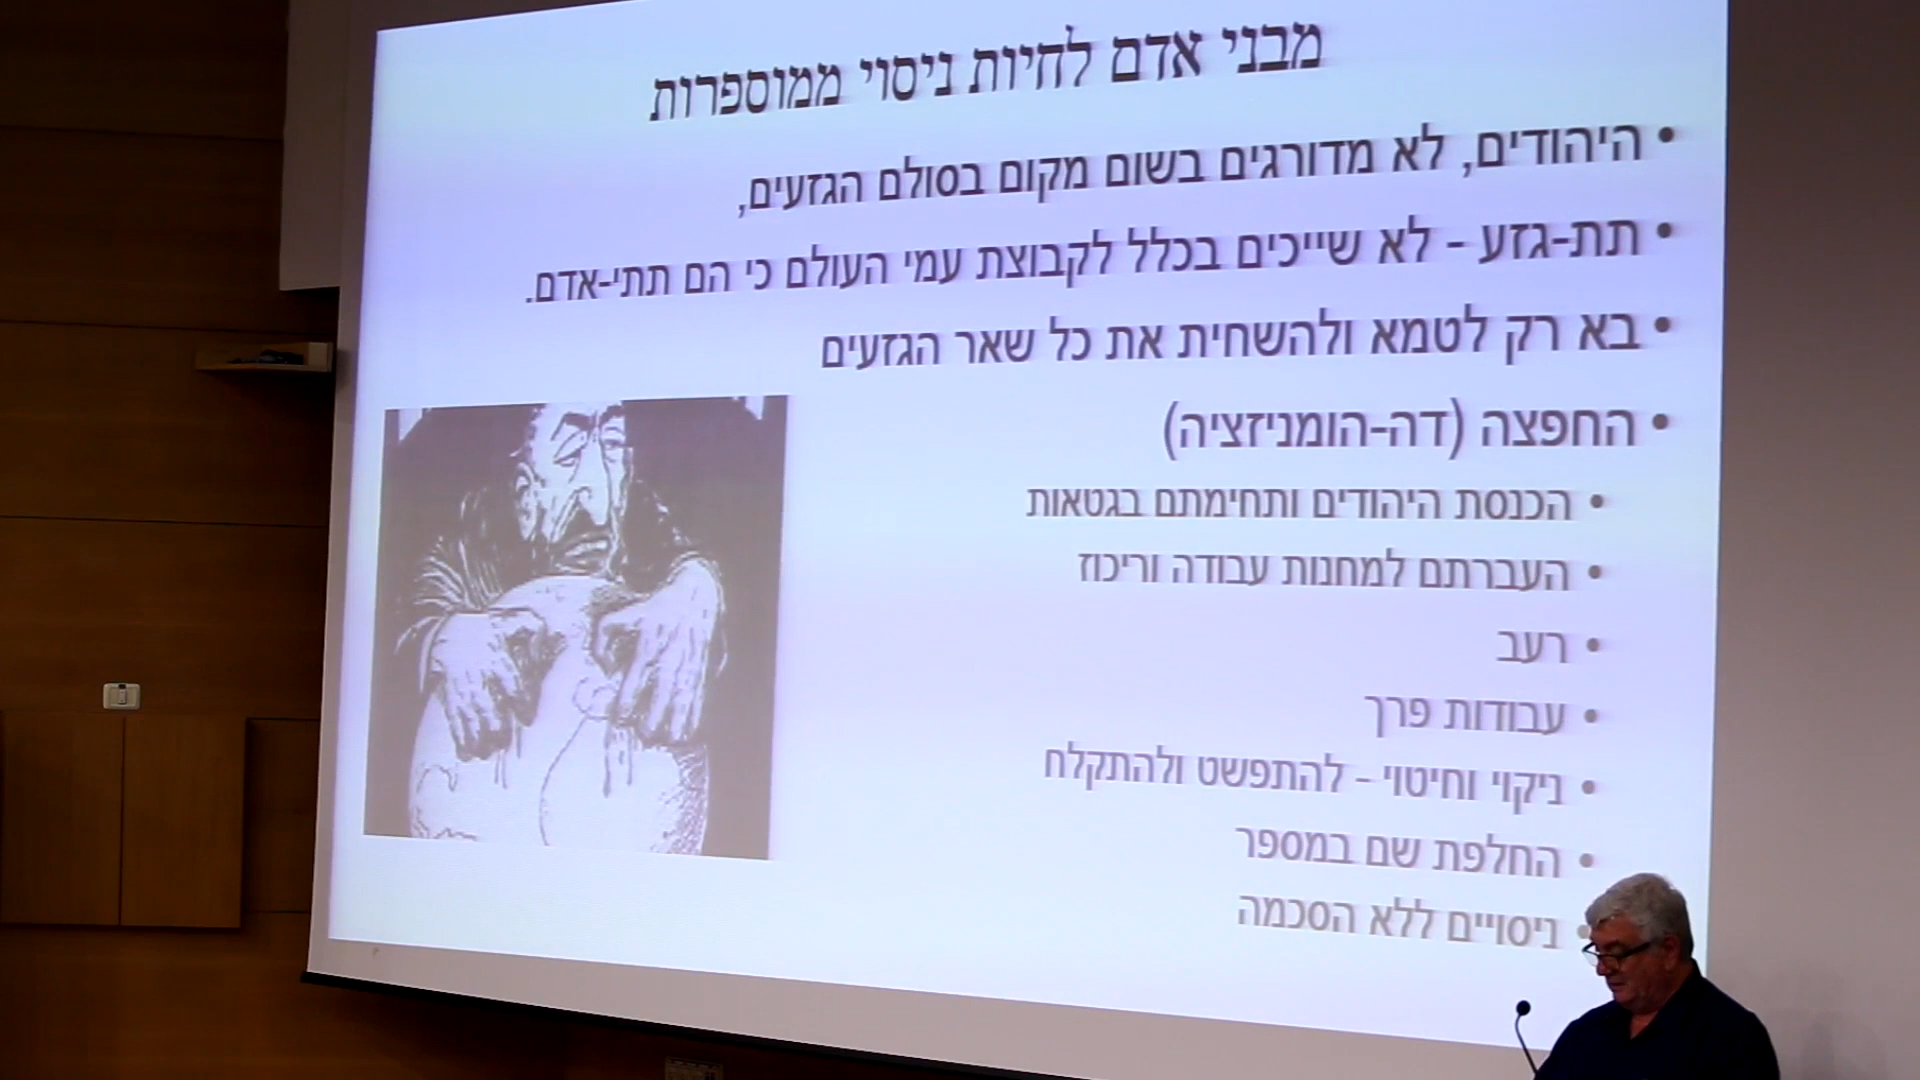 מבני אדם לחיות ניסוי ממוספרות
• היהודים, לא מדורגים בשום מקום בסולם הגזעים,
• תת-גזע - לא שייכים בכלל לקבוצת עמי העולם כי הם תתי-אדם.
• בא רק לטמא ולהשחית את כל שאר הגזעים
• החפצה (דה-הומניזציה)
• הכנסת היהודים ותחימתם בגטאות
• העברתם למחנות עבודה וריכוז
• רעב
• עבודות פרך
• ניקוי וחיטוי – להתפשט ולהתקלח
• החלפת שם במספר
• ניסויים ללא הסכמה